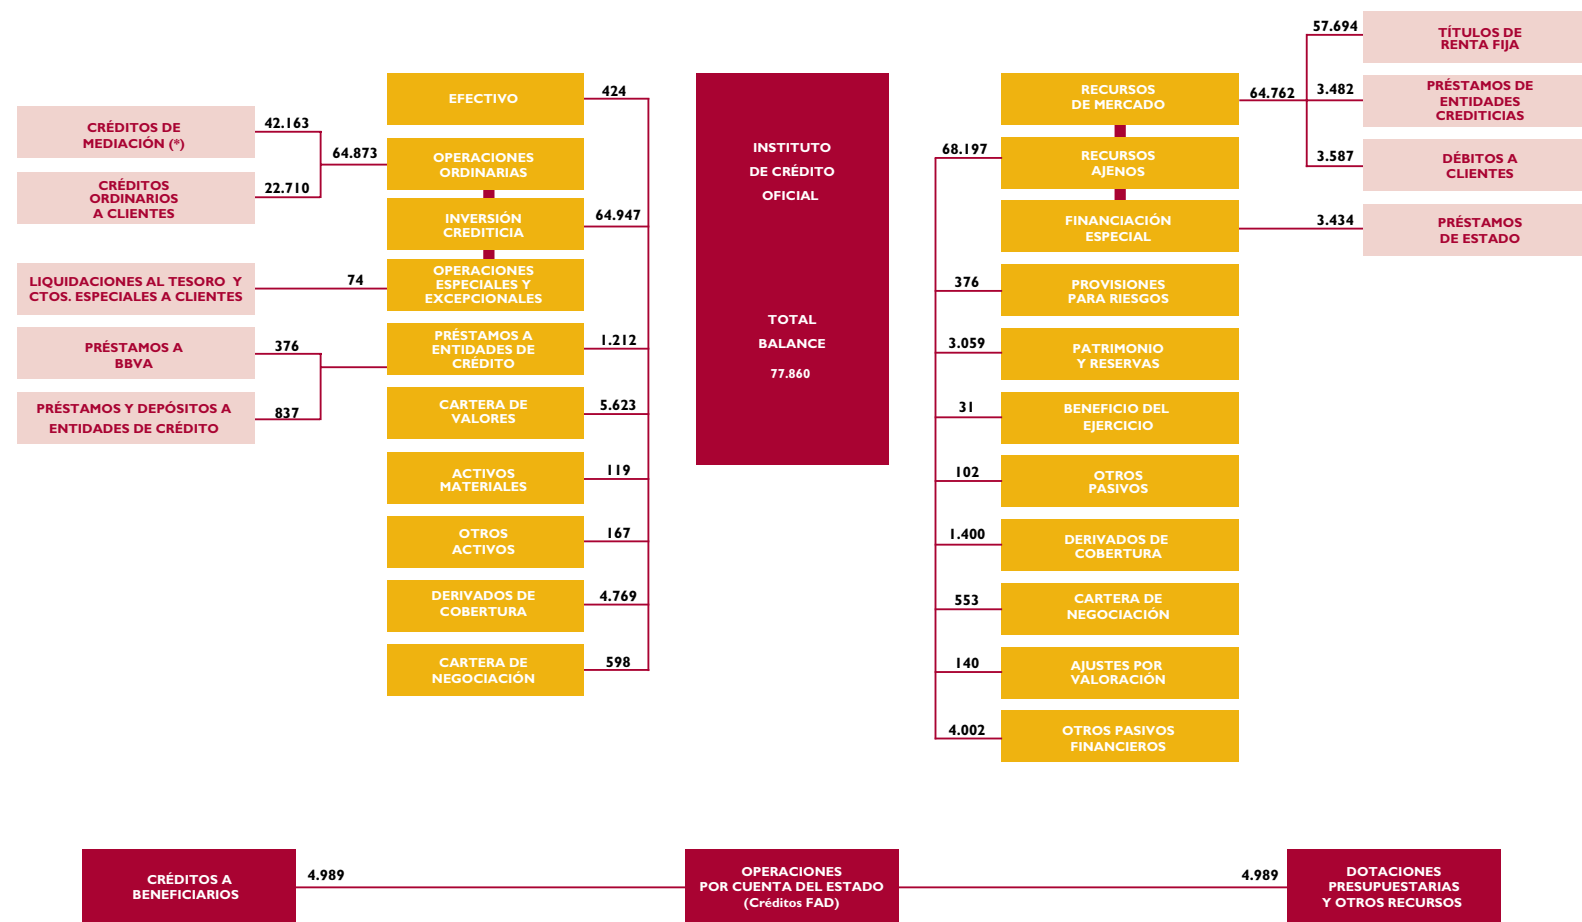 CRÉDITOS DE
MEDIACIÓN (*)
42.163
CRÉDITOS
ORDINARIOS
A CLIENTES
22.710
64.873
LIQUIDACIONES AL TESORO Y
CTOS. ESPECIALES A CLIENTES
74
PRÉSTAMOS A
BBVA
376
PRÉSTAMOS Y DEPÓSITOS A
ENTIDADES DE CRÉDITO
837
EFECTIVO
424
OPERACIONES
ORDINARIAS
INVERSIÓN
CREDITICIA
64.947
OPERACIONES
ESPECIALES Y
EXCEPCIONALES
PRÉSTAMOS A
ENTIDADES DE
CRÉDITO
1.212
CARTERA DE
VALORES
5.623
ACTIVOS
MATERIALES
119
OTROS
ACTIVOS
167
DERIVADOS DE
COBERTURA
4.769
CARTERA DE
NEGOCIACIÓN
598
INSTITUTO
DE CRÉDITO
OFICIAL
TOTAL
BALANCE
77.860
RECURSOS
DE MERCADO
64.762
68.197
RECURSOS
AJENOS
FINANCIACIÓN
ESPECIAL
3.434
376
PROVISIONES
PARA RIESGOS
3.059
PATRIMONIO
Y RESERVAS
31
BENEFICIO DEL
EJERCICIO
102
OTROS
PASIVOS
1.400
DERIVADOS DE
COBERTURA
553
CARTERA DE
NEGOCIACIÓN
140
AJUSTES POR
VALORACIÓN
4.002
OTROS PASIVOS
FINANCIEROS
57.694
TÍTULOS DE
RENTA FIJA
3.482
PRÉSTAMOS DE
ENTIDADES
CREDITICIAS
3.587
DÉBITOS A
CLIENTES
PRÉSTAMOS
DE ESTADO
CRÉDITOS A
BENEFICIARIOS
4.989
OPERACIONES
POR CUENTA DEL ESTADO
(Créditos FAD)
4.989
DOTACIONES
PRESUPUESTARIAS
Y OTROS RECURSOS